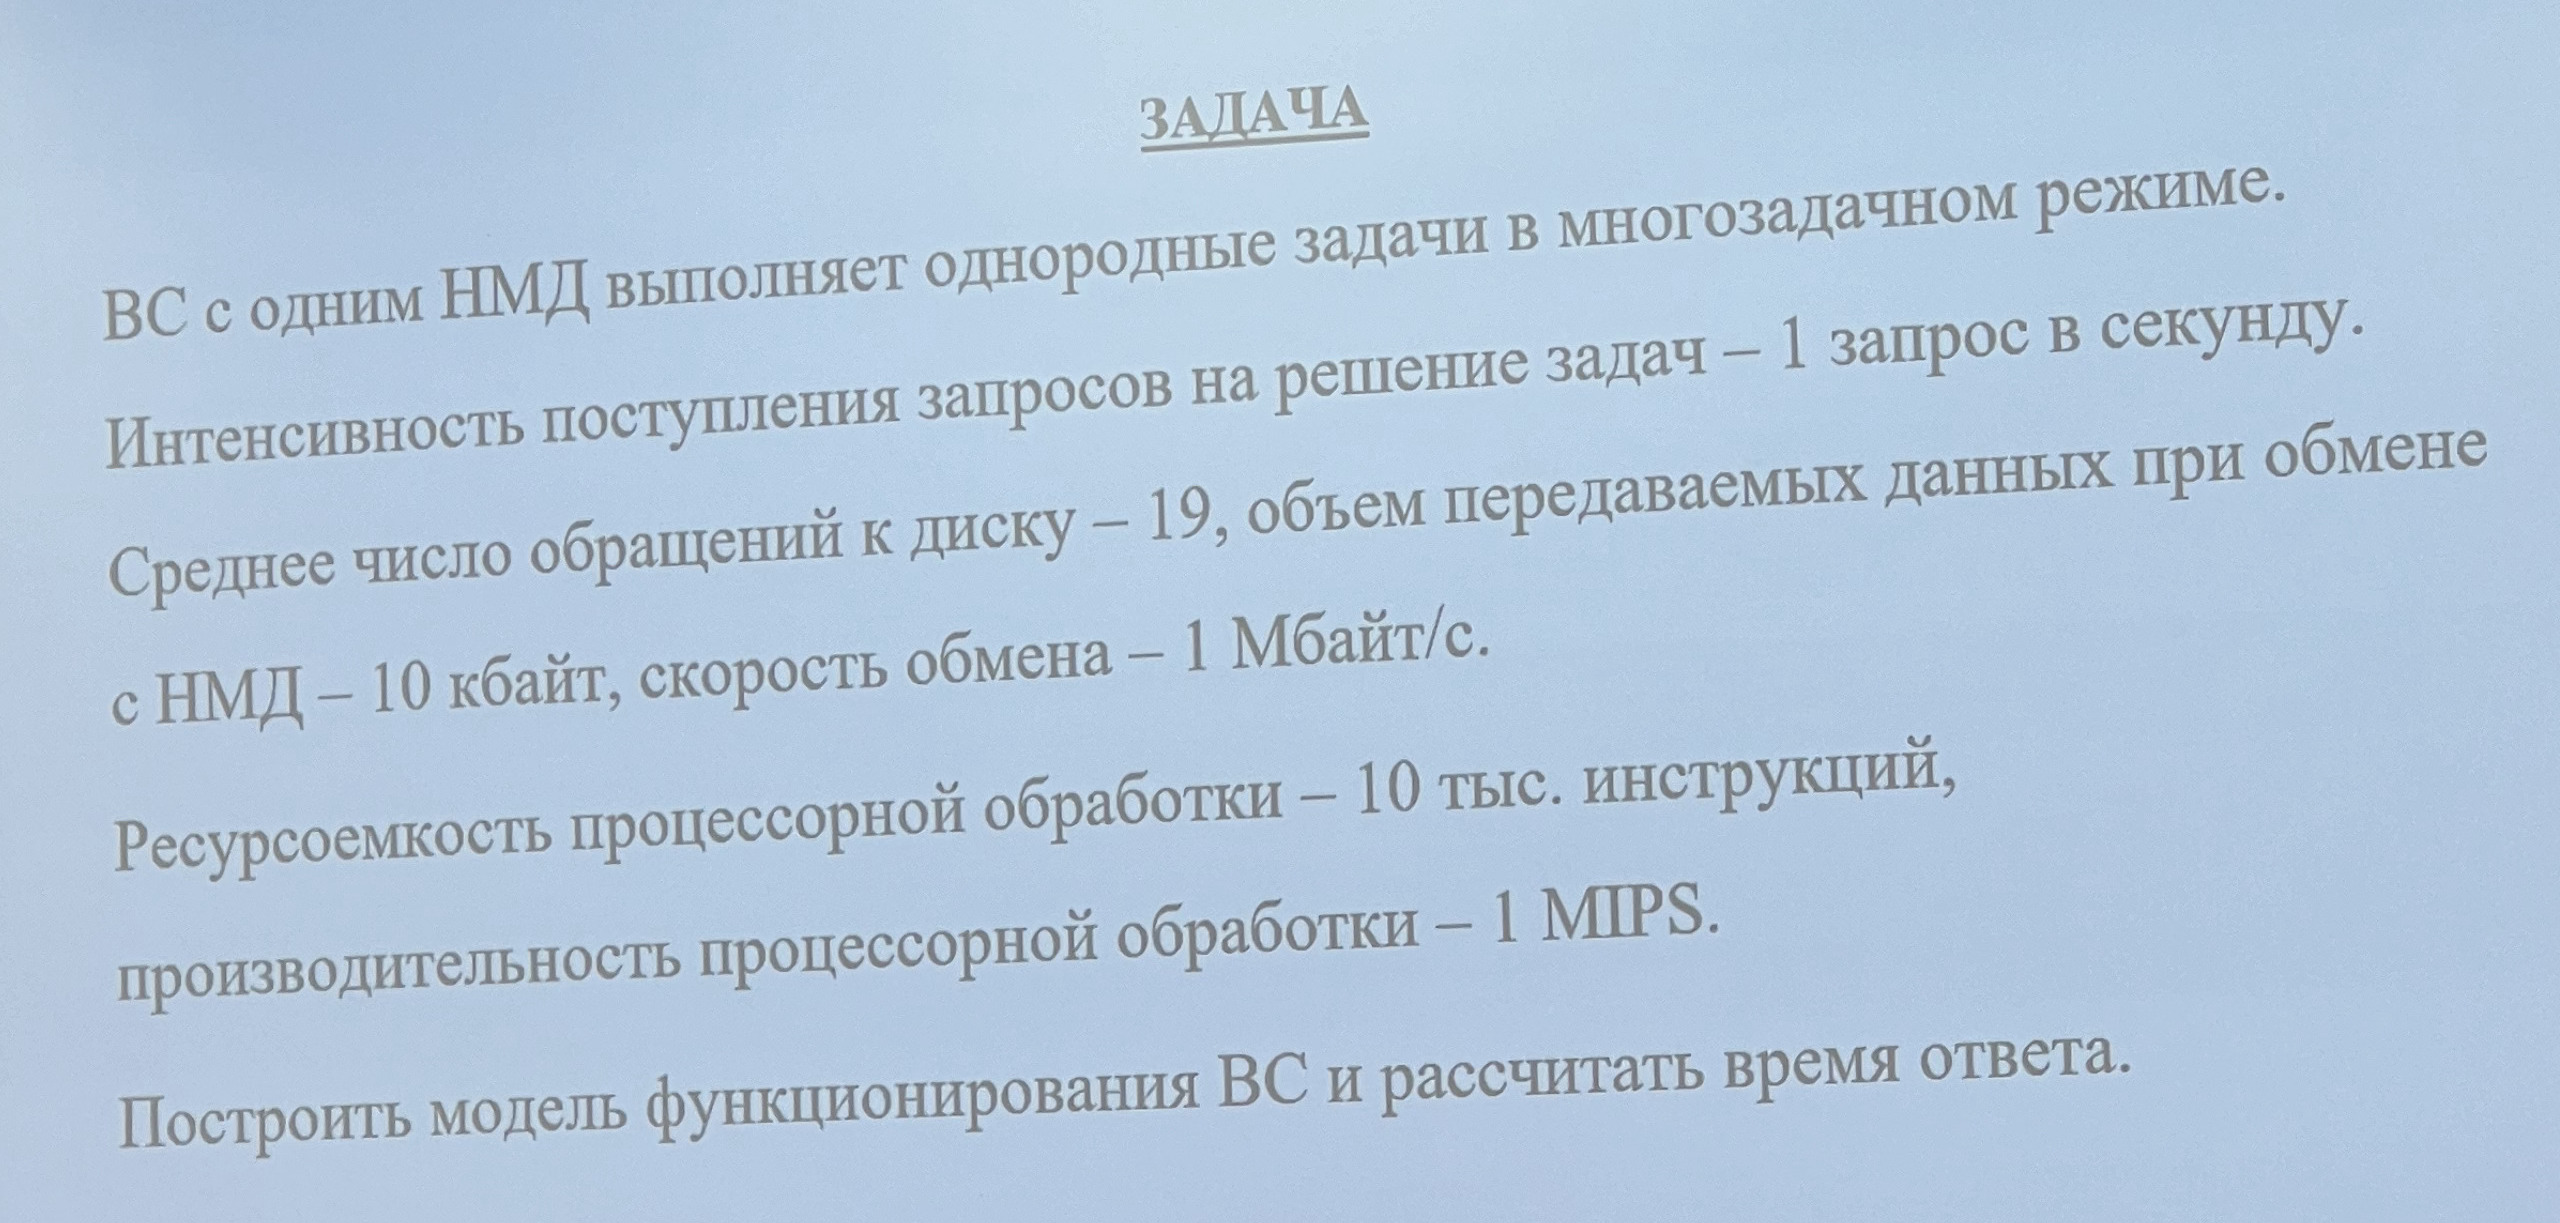 ЗАДАЧА
ВС с одним НМД выполняет однородные задачи в многозадачном режиме.
Интенсивность поступления запросов на решение задач – 1 запрос в секунду.
Среднее число обращений к диску – 19, объем передаваемых данных при обмене
с НМД – 10 кбайт, скорость обмена – 1 Мбайт/с.
Ресурсоемкость процессорной обработки – 10 тыс. инструкций,
производительность процессорной обработки – 1 MIPS.
Построить модель функционирования ВС и рассчитать время ответа.